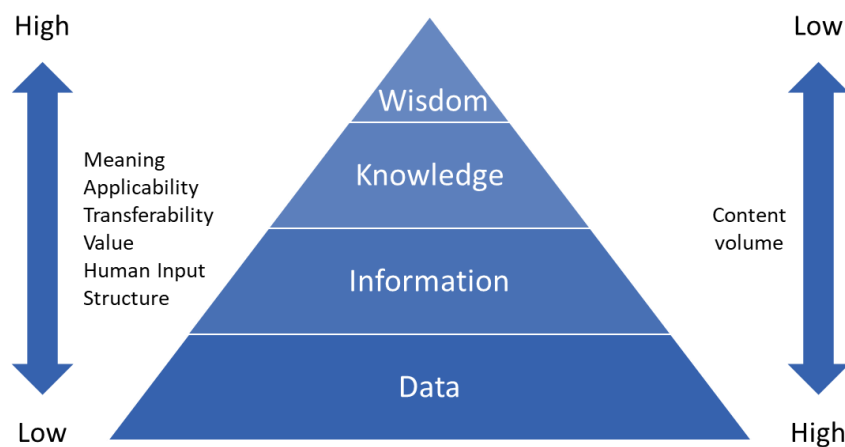 High
Low
Wisdom
Meaning
Applicability
Transferability
Value
Human Input
Structure
Knowledge
Content
volume
Information
Data
Low
High